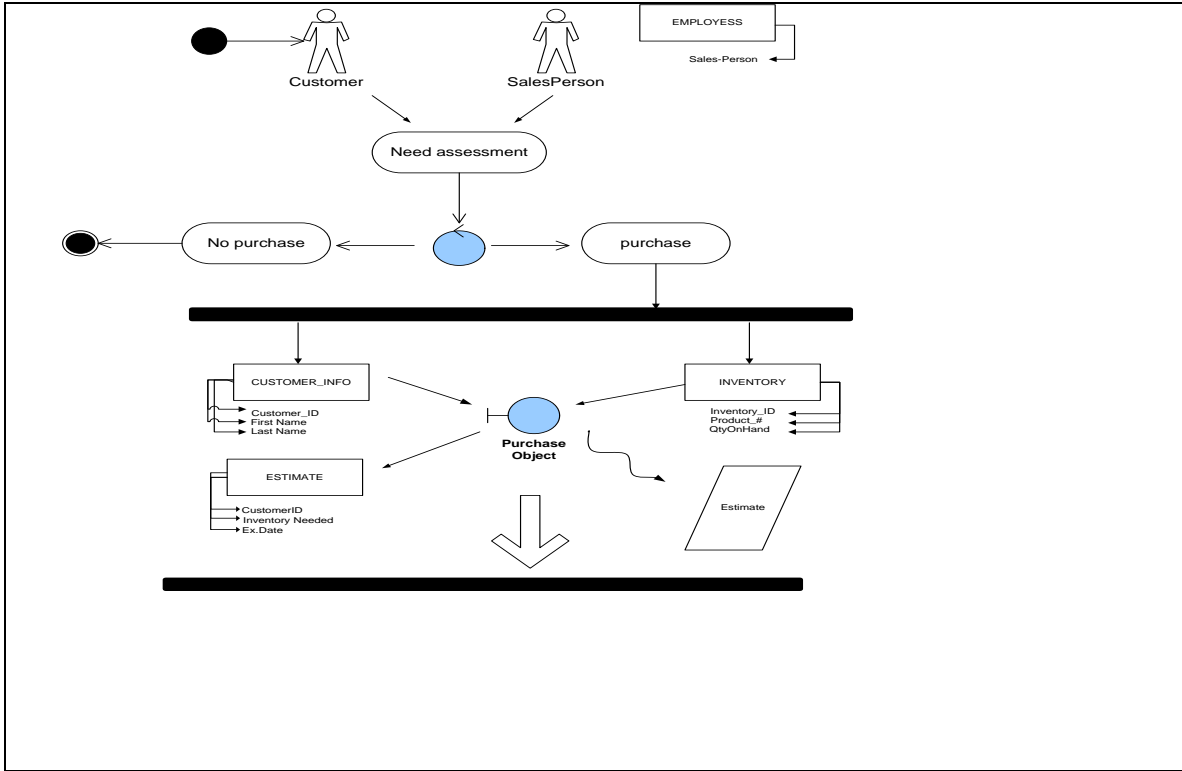 EMPLOYESS
Sales-Person
Customer
SalesPerson
Need assessment
No purchase
purchase
CUSTOMER_INFO
Customer_ID
First Name
Last Name
INVENTORY
Inventory_ID
Product_#
QtyOnHand
Purchase
Object
ESTIMATE
CustomerID
Inventory Needed
Ex.Date
Estimate